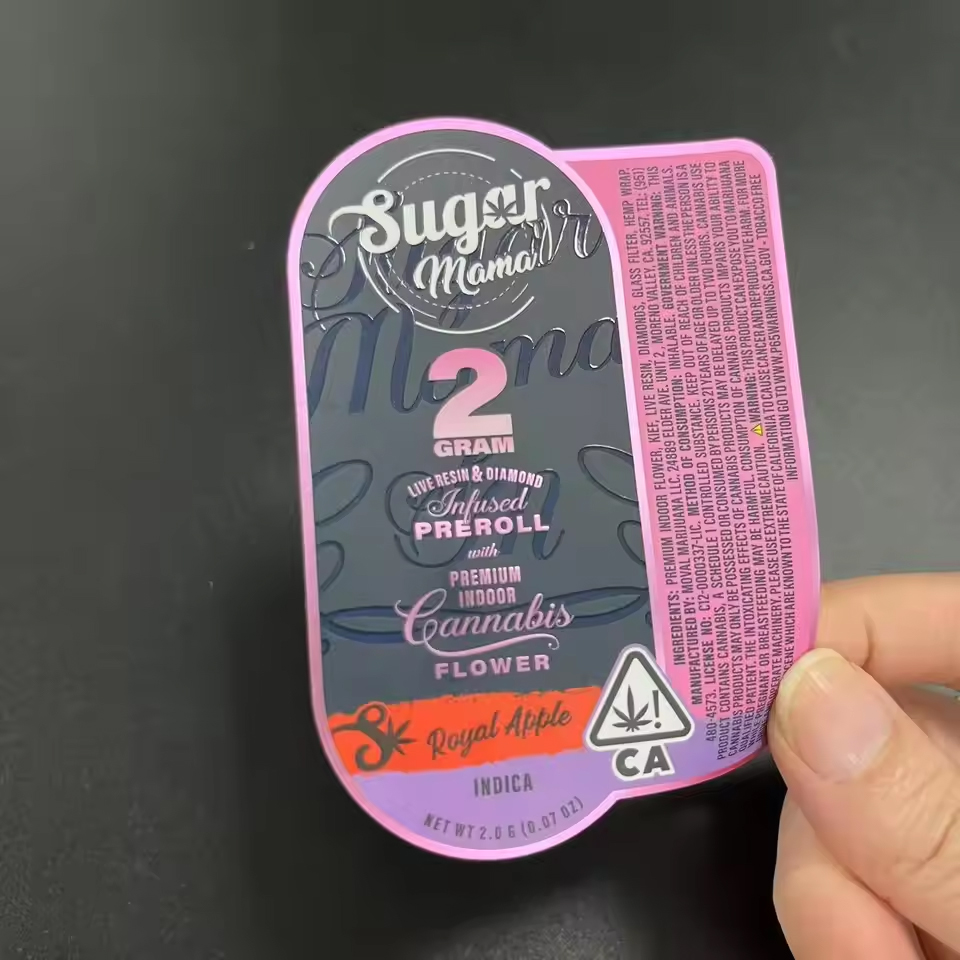 Sugar
Mama
2
GRAM
LIVE RESIN & DIAMOND
Infused
PREROLL
with
PREMIUM
INDOOR
Cannabis
FLOWER
Royal Apple
INDICA
NET WT 2.0 G (0.07 OZ)
!
CA
INGREDIENTS: PREMIUM INDOOR FLOWER, KIEF, LIVE RESIN, DIAMONDS, GLASS FILTER, HEMP WRAP.
MANUFACTURED BY: MOVAL MARIJUANA LLC. 24889 ELDER AVE, UNIT 2, MORENO VALLEY, CA. 92557. TEL: (951)
480-4573. LICENSE NO: C12-0000337-LIC. METHOD OF CONSUMPTION: INHALABLE. GOVERNMENT WARNING: THIS
PRODUCT CONTAINS CANNABIS, A SCHEDULE I CONTROLLED SUBSTANCE. KEEP OUT OF REACH OF CHILDREN AND ANIMALS.
CANNABIS PRODUCTS MAY ONLY BE POSSESSED OR CONSUMED BY PERSONS 21 YEARS OF AGE OR OLDER UNLESS THE PERSON IS A
QUALIFIED PATIENT. THE INTOXICATING EFFECTS OF CANNABIS PRODUCTS MAY BE DELAYED UP TO TWO HOURS. CANNABIS USE
WHILE PREGNANT OR BREASTFEEDING MAY BE HARMFUL. CONSUMPTION OF CANNABIS PRODUCTS IMPAIRS YOUR ABILITY TO
OPERATE MACHINERY. PLEASE USE EXTREME CAUTION. WARNING: THIS PRODUCT CAN EXPOSE YOU TO MARIJUANA
WHICH ARE KNOWN TO THE STATE OF CALIFORNIA TO CAUSE CANCER AND REPRODUCTIVE HARM. FOR MORE
INFORMATION GO TO WWW.P65WARNINGS.CA.GOV - TOBACCO FREE